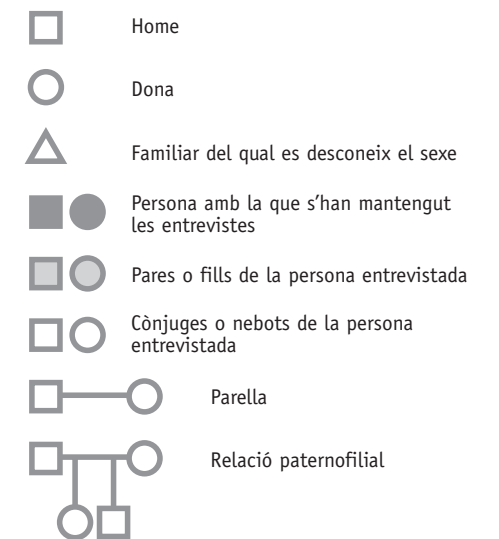 Home
Dona
Familiar del qual es desconeix el sexe
Persona amb la que s'han mantengut
les entrevistes
Pares o fills de la persona entrevistada
Cònjuges o nebots de la persona
entrevistada
Parella
Relació paternofilial